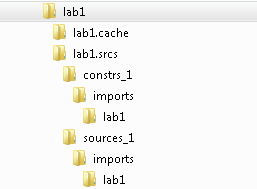 lab1
lab1.cache
lab1.srcs
constrs_1
imports
lab1
sources_1
imports
lab1